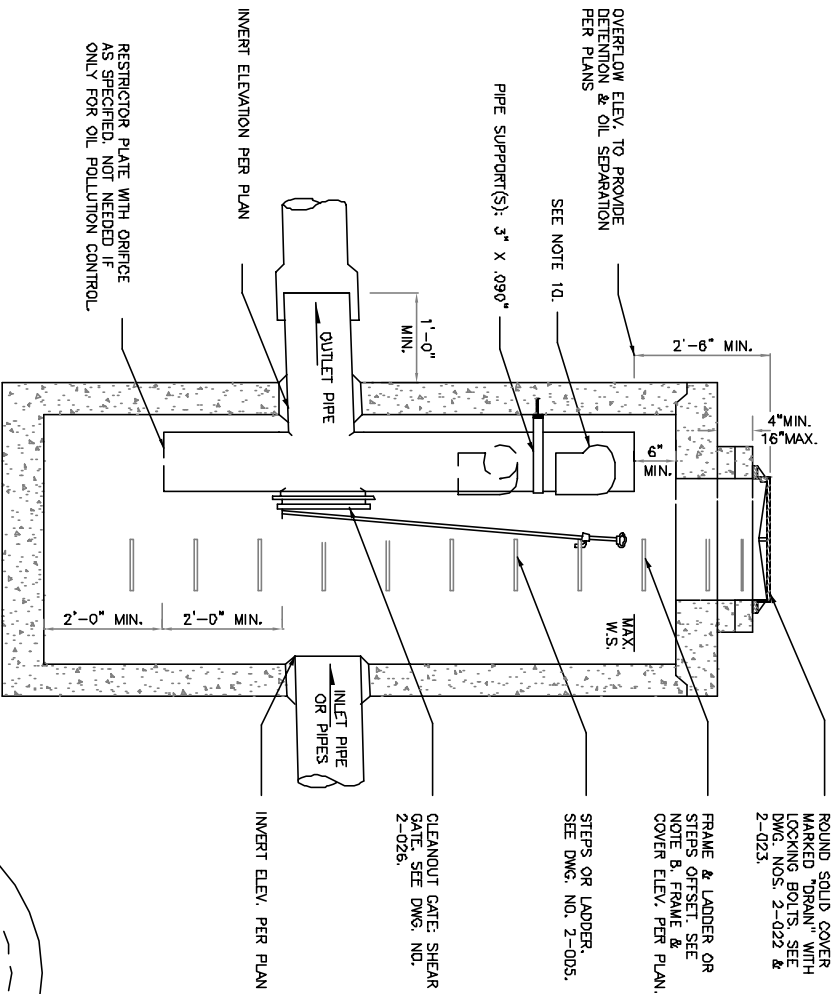 ROUND SOLID COVER
MARKED "DRAIN" WITH
LOCKING BOLTS. SEE
DWG. NOS. 2-022 &
2-023.
FRAME & LADDER OR
STEPS OFFSET. SEE
NOTE 8. FRAME &
COVER ELEV. PER PLAN.
STEPS OR LADDER.
SEE DWG. NO. 2-005.
CLEANOUT GATE: SHEAR
GATE. SEE DWG. NO.
2-026.
INVERT ELEV. PER PLAN
4"MIN.
16"MAX.
2'-6" MIN.
6"
MIN.
MAX.
W.S.
1'-0"
MIN.
OUTLET PIPE
INLET PIPE
OR PIPES
2'-0" MIN.
2'-0" MIN.
OVERFLOW ELEV. TO PROVIDE
DETENTION & OIL SEPARATION
PER PLANS
SEE NOTE 10.
PIPE SUPPORT(S): 3" X .090"
INVERT ELEVATION PER PLAN
RESTRICTOR PLATE WITH ORIFICE
AS SPECIFIED. NOT NEEDED IF
ONLY FOR OIL POLLUTION CONTROL.